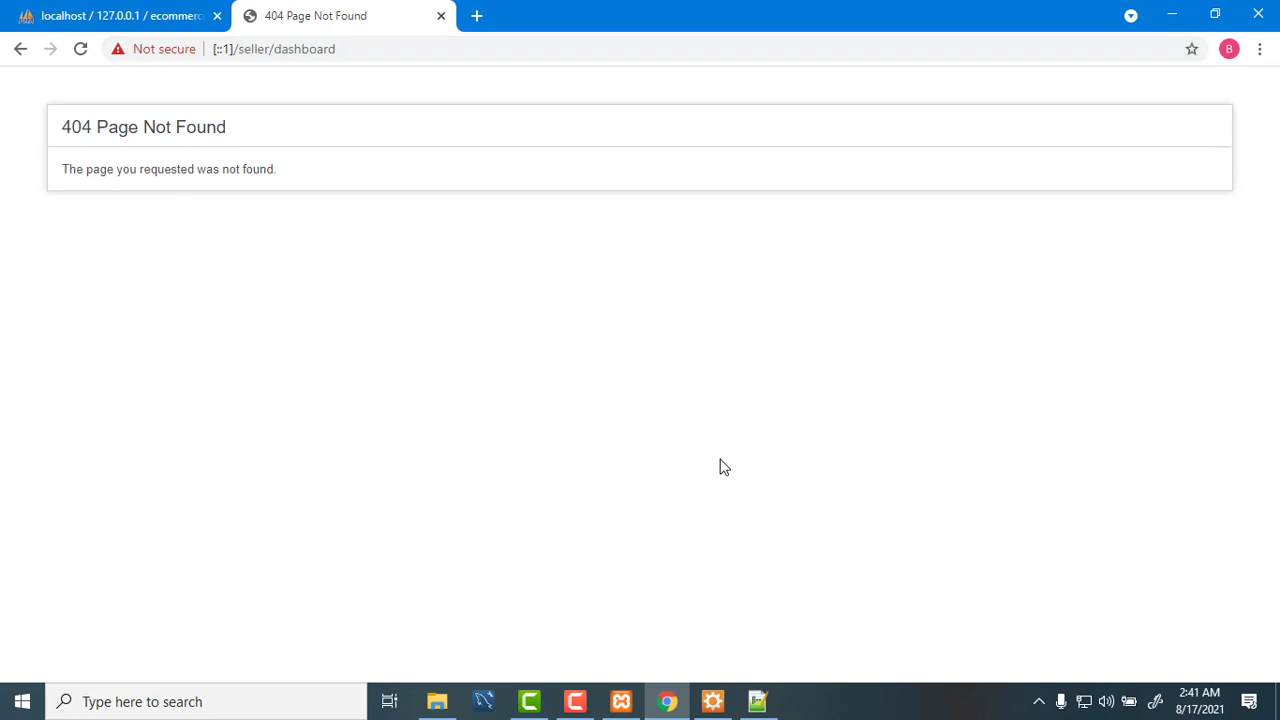 localhost / 127.0.0.1 / ecommerc
404 Page Not Found
Not secure
[::1]/seller/dashboard
B
404 Page Not Found
The page you requested was not found.
Type here to search
2:41 AM
8/17/2021